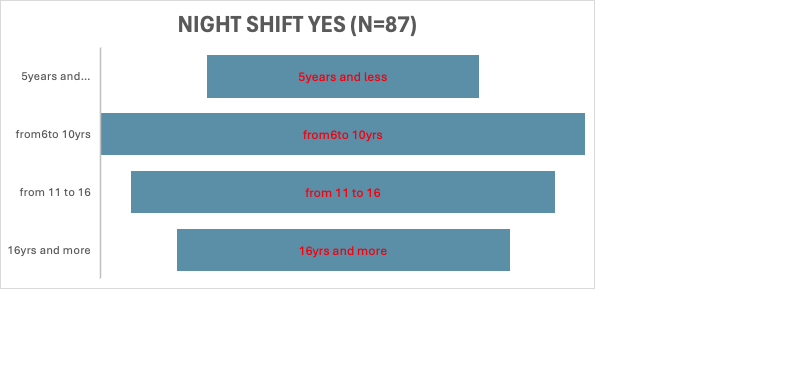 NIGHT SHIFT YES (N=87)
5years and...
5years and less
from6to 10yrs
from6to 10yrs
from 11 to 16
from 11 to 16
16yrs and more
16yrs and more